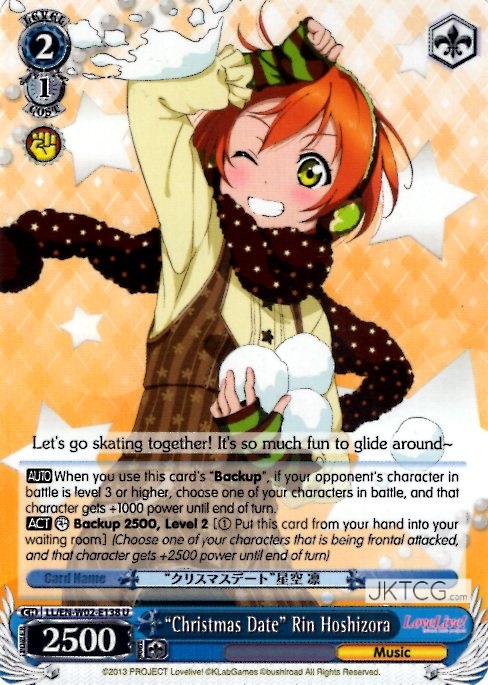 LEVEL
2
1
COST
Let's go skating together! It's so much fun to glide around~
AUTO When you use this card's "Backup", if your opponent's character in
battle is level 3 or higher, choose one of your characters in battle, and that
character gets +1000 power until end of turn.
ACT Backup 2500, Level 2 [① Put this card from your hand into your
waiting room] (Choose one of your characters that is being frontal attacked,
and that character gets +2500 power until end of turn)
Card Name
"クリスマスデート"星空 凛
JKTCG.com
CH LL/EN-W02-E138 U
POWER
2500
"Christmas Date" Rin Hoshizora
LoveLive!
Music
©2013 PROJECT Lovelive! ©KLabGames ©bushiroad All Rights Reserved.